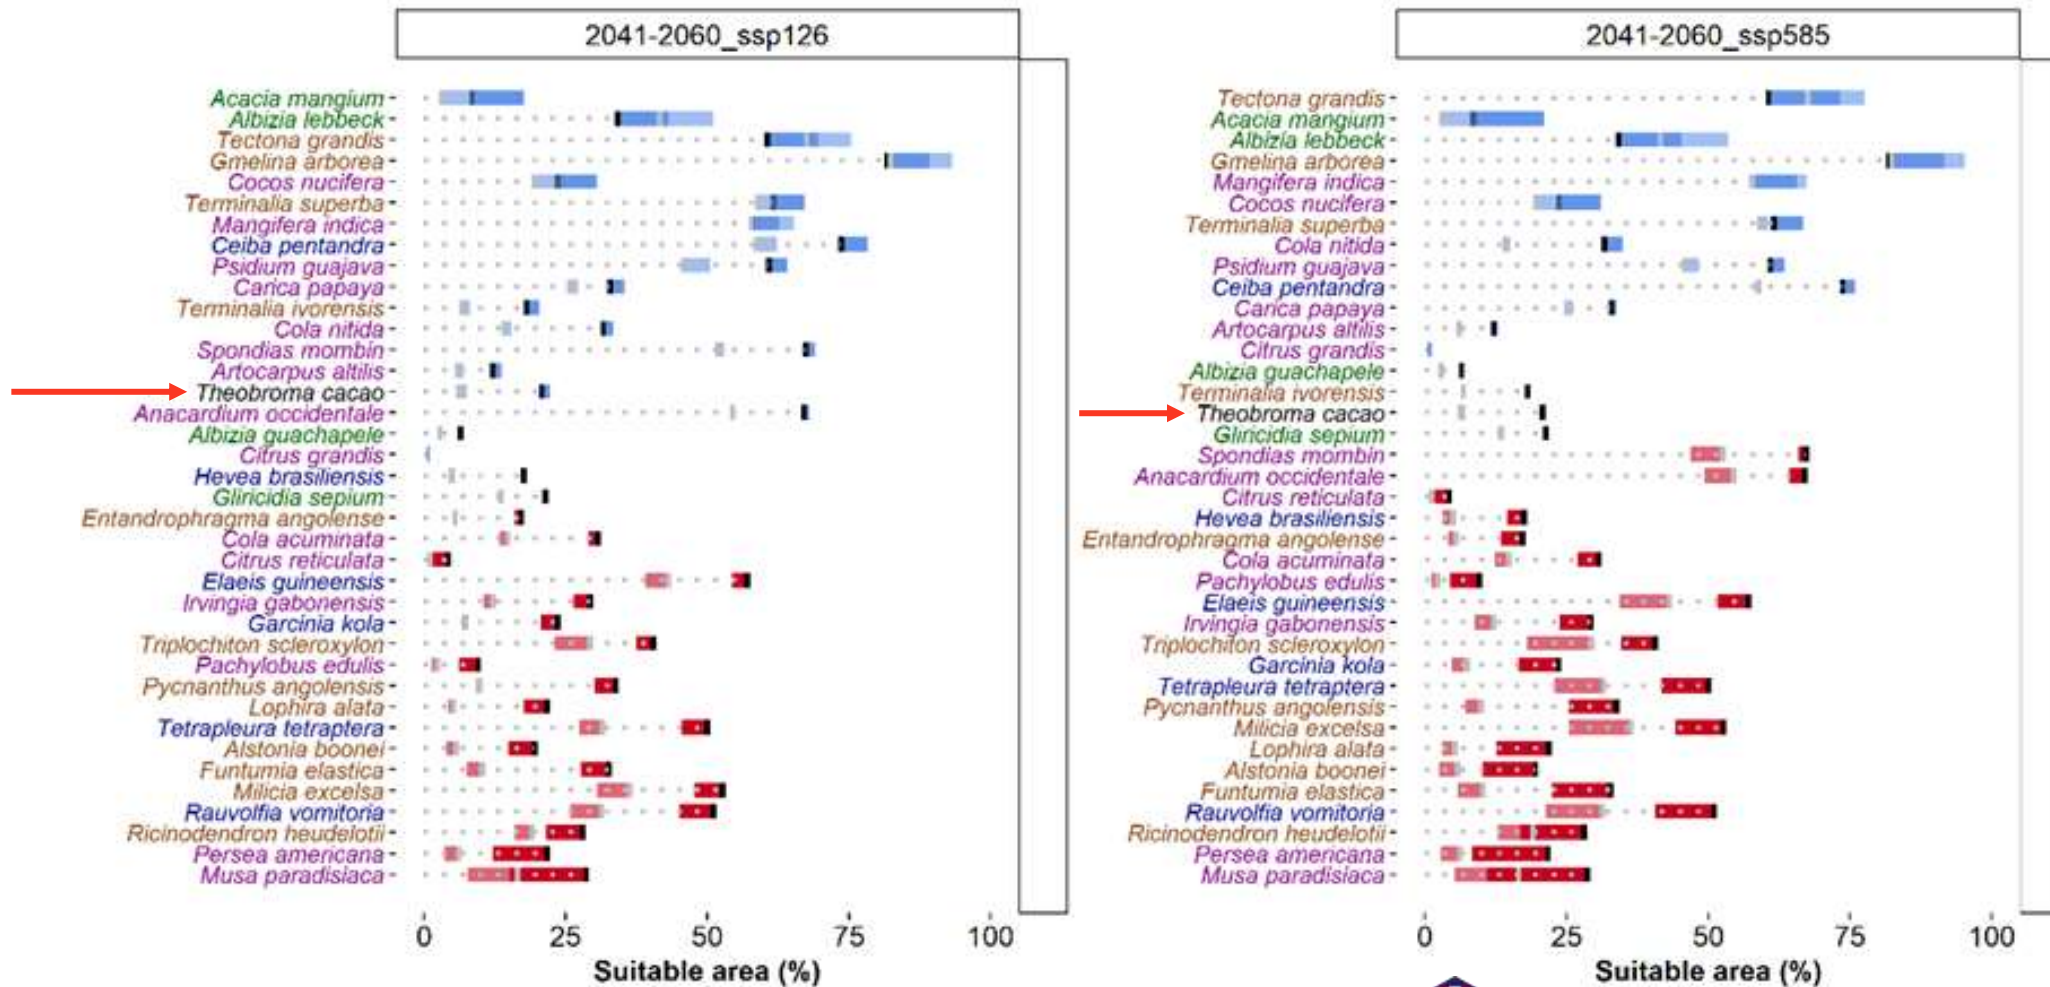 2041-2060_ssp126
Acacia mangium
Albizia lebbeck
Tectona grandis
Gmelina arborea
Cocos nucifera
Terminalia superba
Mangifera indica
Ceiba pentandra
Psidium guajava
Carica papaya
Terminalia ivorensis
Cola nitida
Spondias mombin
Artocarpus altilis
Theobroma cacao
Anacardium occidentale
Albizia guachapele
Citrus grandis
Hevea brasiliensis
Gliricidia sepium
Entandrophragma angolense
Cola acuminata
Citrus reticulata
Elaeis guineensis
Irvingia gabonensis
Garcinia kola
Triplochiton scleroxylon
Pachylobus edulis
Pycnanthus angolensis
Lophira alata
Tetrapleura tetraptera
Alstonia boonei
Funtumia elastica
Milicia excelsa
Rauvolfia vomitoria
Ricinodendron heudelotii
Persea americana
Musa paradisiaca
0 25 50 75 100
Suitable area (%)
2041-2060_ssp585
Tectona grandis
Acacia mangium
Albizia lebbeck
Gmelina arborea
Mangifera indica
Cocos nucifera
Terminalia superba
Cola nitida
Psidium guajava
Ceiba pentandra
Carica papaya
Artocarpus altilis
Citrus grandis
Albizia guachapele
Terminalia ivorensis
Theobroma cacao
Gliricidia sepium
Spondias mombin
Anacardium occidentale
Citrus reticulata
Hevea brasiliensis
Entandrophragma angolense
Cola acuminata
Pachylobus edulis
Elaeis guineensis
Irvingia gabonensis
Triplochiton scleroxylon
Garcinia kola
Tetrapleura tetraptera
Pycnanthus angolensis
Milicia excelsa
Lophira alata
Alstonia boonei
Funtumia elastica
Rauvolfia vomitoria
Ricinodendron heudelotii
Persea americana
Musa paradisiaca
0 25 50 75 100
Suitable area (%)